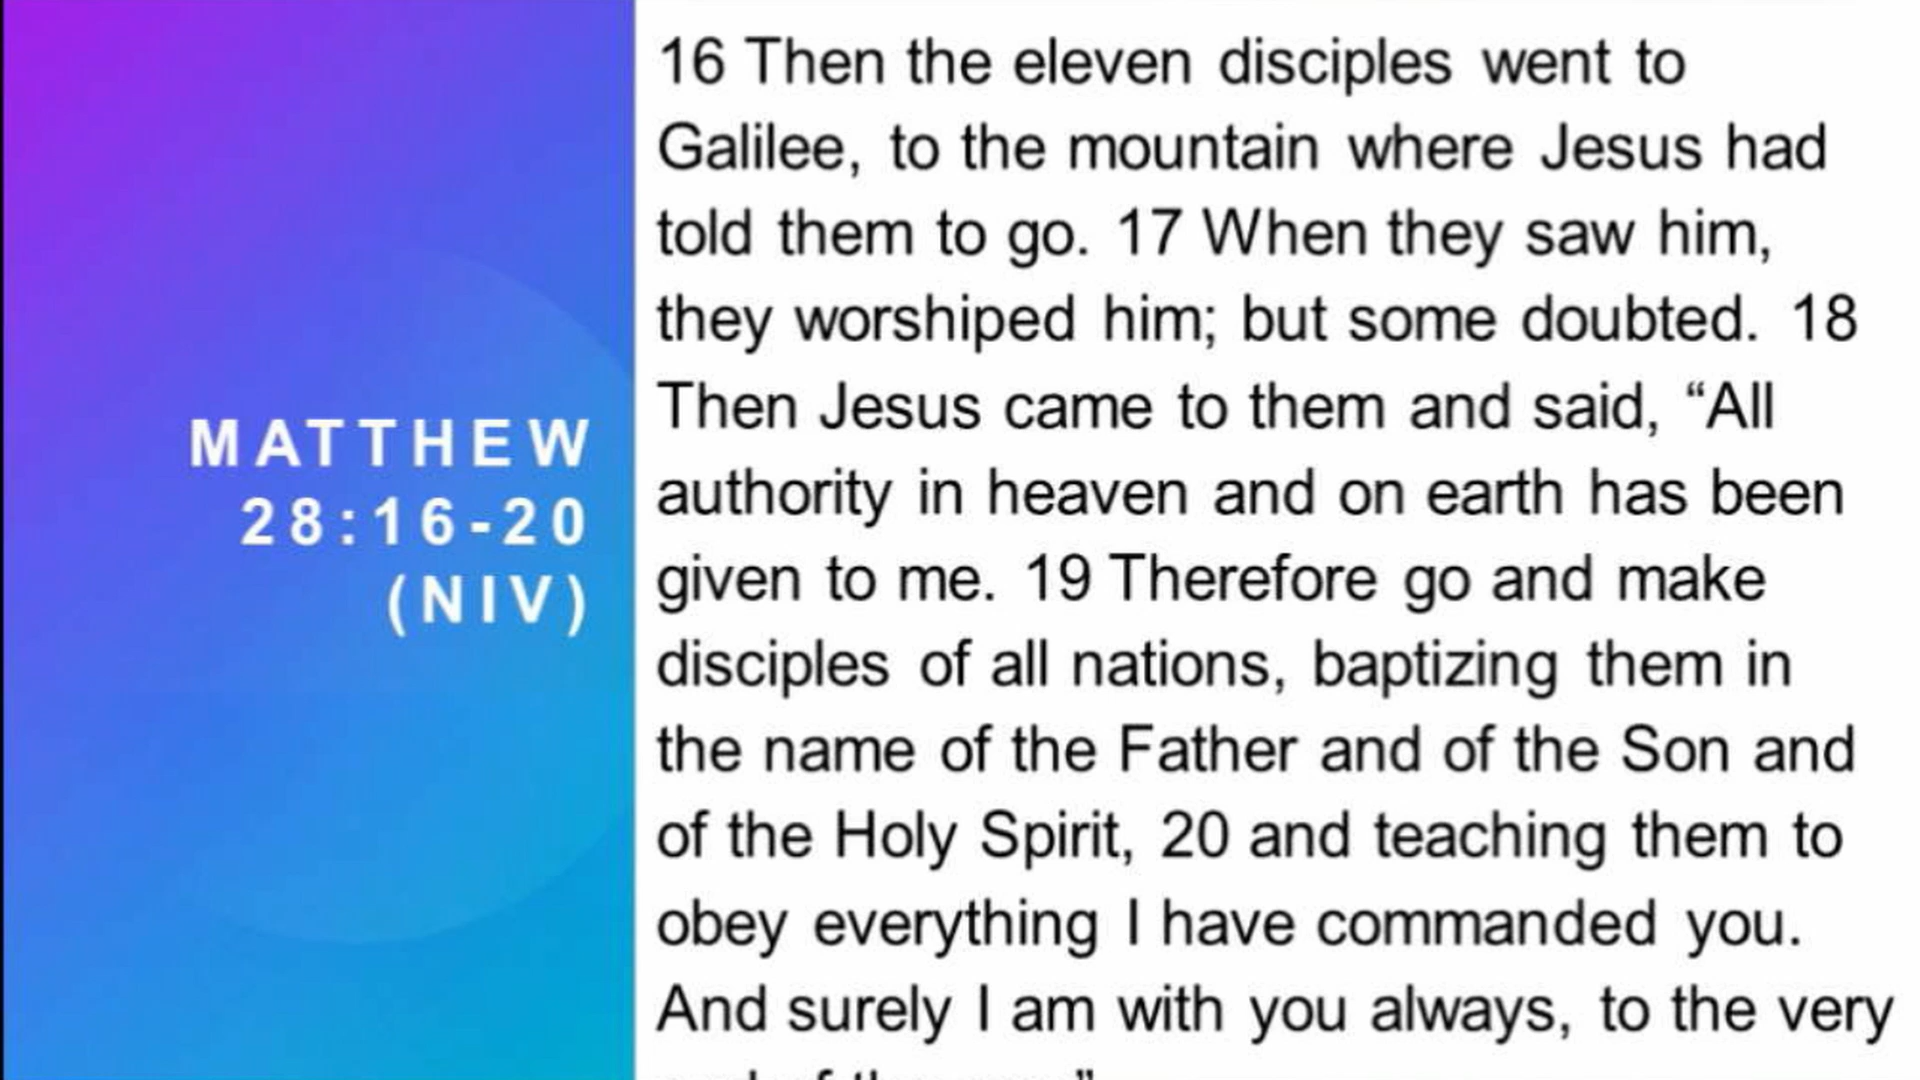 MATTHEW
28:16-20
(NIV)
16 Then the eleven disciples went to
Galilee, to the mountain where Jesus had
told them to go. 17 When they saw him,
they worshiped him; but some doubted. 18
Then Jesus came to them and said, “All
authority in heaven and on earth has been
given to me. 19 Therefore go and make
disciples of all nations, baptizing them in
the name of the Father and of the Son and
of the Holy Spirit, 20 and teaching them to
obey everything I have commanded you.
And surely I am with you always, to the very